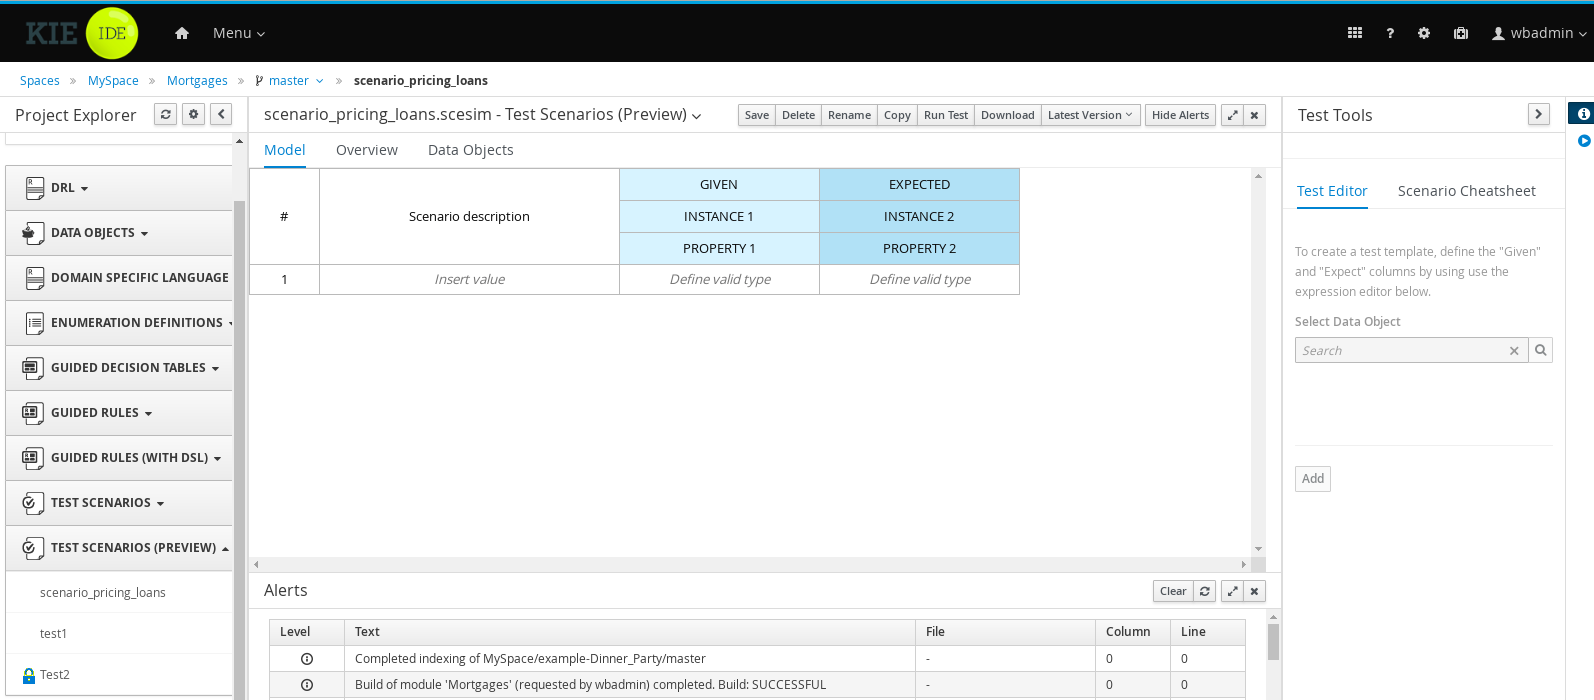 KIE IDE Menu wbadmin
Spaces » MySpace » Mortgages » master » scenario_pricing_loans
Project Explorer
DRL
DATA OBJECTS
DOMAIN SPECIFIC LANGUAGE
ENUMERATION DEFINITIONS
GUIDED DECISION TABLES
GUIDED RULES
GUIDED RULES (WITH DSL)
TEST SCENARIOS
TEST SCENARIOS (PREVIEW)
scenario_pricing_loans
test1
Test2
scenario_pricing_loans.scesim - Test Scenarios (Preview)
Save Delete Rename Copy Run Test Download Latest Version Hide Alerts
Model Overview Data Objects
# Scenario description GIVEN EXPECTED
INSTANCE 1 INSTANCE 2
PROPERTY 1 PROPERTY 2
1 Insert value Define valid type Define valid type
Alerts Clear
Level Text File Column Line
Completed indexing of MySpace/example-Dinner_Party/master - 0 0
Build of module 'Mortgages' (requested by wbadmin) completed. Build: SUCCESSFUL - 0 0
Test Tools
Test Editor Scenario Cheatsheet
To create a test template, define the "Given"
and "Expect" columns by using use the
expression editor below.
Select Data Object
Search
Add